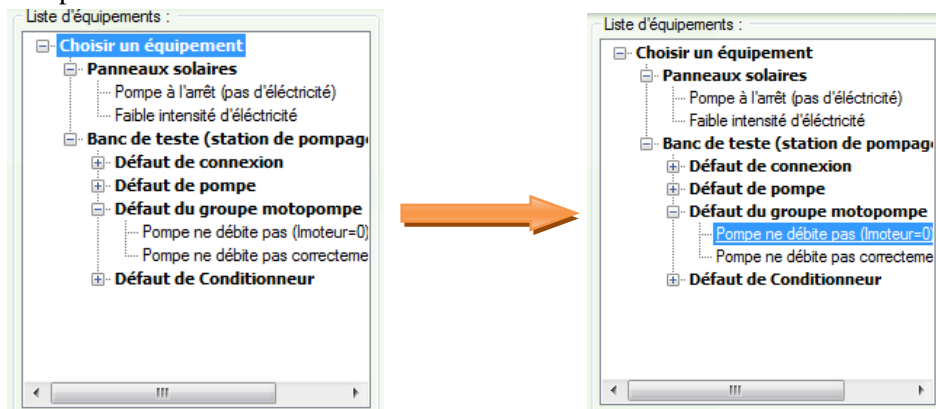 Liste d'équipements :
Choisir un équipement
Panneaux solaires
Pompe à l'arrêt (pas d'éléctricité)
Faible intensité d'éléctricité
Banc de teste (station de pompag
Défaut de connexion
Défaut de pompe
Défaut du groupe motopompe
Pompe ne débite pas (Imoteur=0)
Pompe ne débite pas correcteme
Défaut de Conditionneur
Liste d'équipements :
Choisir un équipement
Panneaux solaires
Pompe à l'arrêt (pas d'éléctricité)
Faible intensité d'éléctricité
Banc de teste (station de pompag
Défaut de connexion
Défaut de pompe
Défaut du groupe motopompe
Pompe ne débite pas (Imoteur=0)
Pompe ne débite pas correcteme
Défaut de Conditionneur